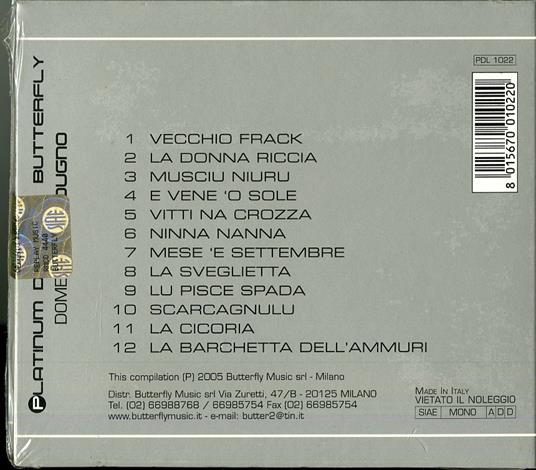 PLATINUM D BUTTERFLY
DOME DUGNO
PDL 1022
8 015670 010220
1 VECCHIO FRACK
2 LA DONNA RICCIA
3 MUSCIU NIURU
4 E VENE 'O SOLE
5 VITTI NA CROZZA
6 NINNA NANNA
7 MESE 'E SETTEMBRE
8 LA SVEGLIETTA
9 LU PISCE SPADA
10 SCARCAGNULU
11 LA CICORIA
12 LA BARCHETTA DELL'AMMURI
This compilation (P) 2005 Butterfly Music srl - Milano
Distr. Butterfly Music srl Via Zuretti, 47/B - 20125 MILANO
Tel. (02) 66988768 / 66985754 Fax (02) 66985754
www.butterflymusic.it - e-mail: butter2@tin.it
MADE IN ITALY
VIETATO IL NOLEGGIO
SIAE MONO ADD
REPLAY MUSIC
BUTTERFLY